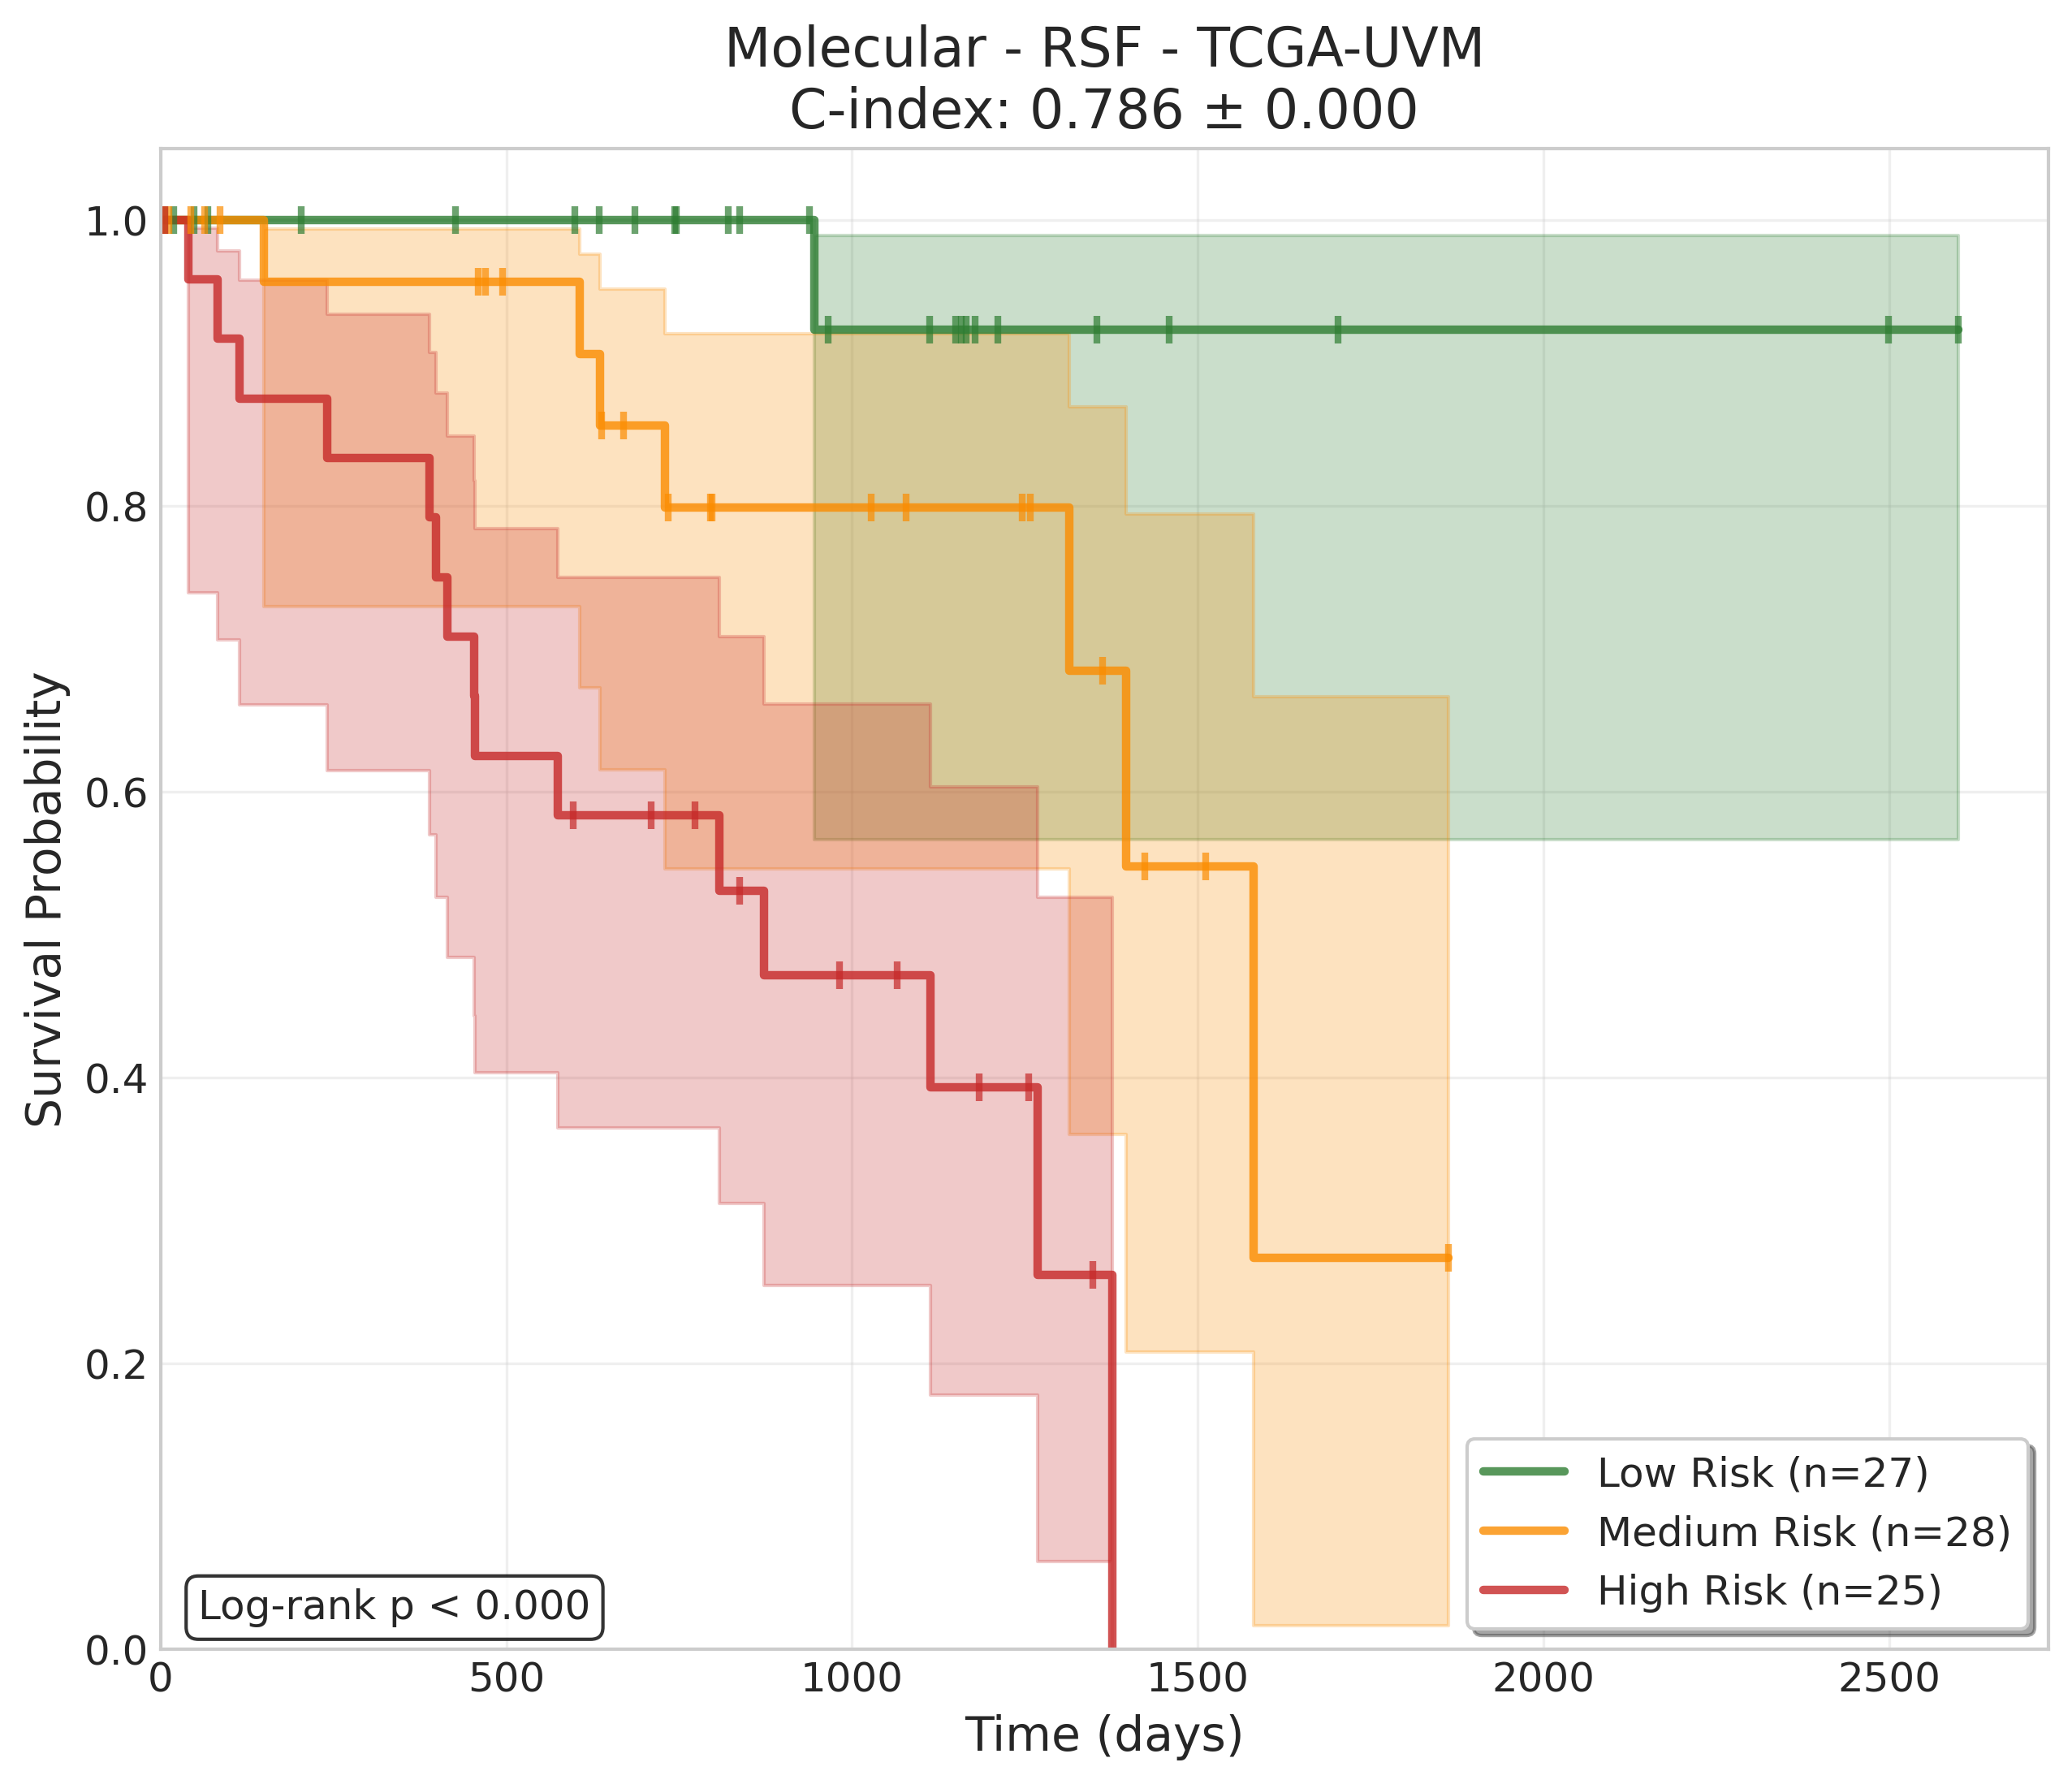 Molecular - RSF - TCGA-UVM
C-index: 0.786 ± 0.000
Survival Probability
1.0
0.8
0.6
0.4
0.2
0.0
0
500
1000
1500
2000
2500
Time (days)
Log-rank p < 0.000
Low Risk (n=27)
Medium Risk (n=28)
High Risk (n=25)